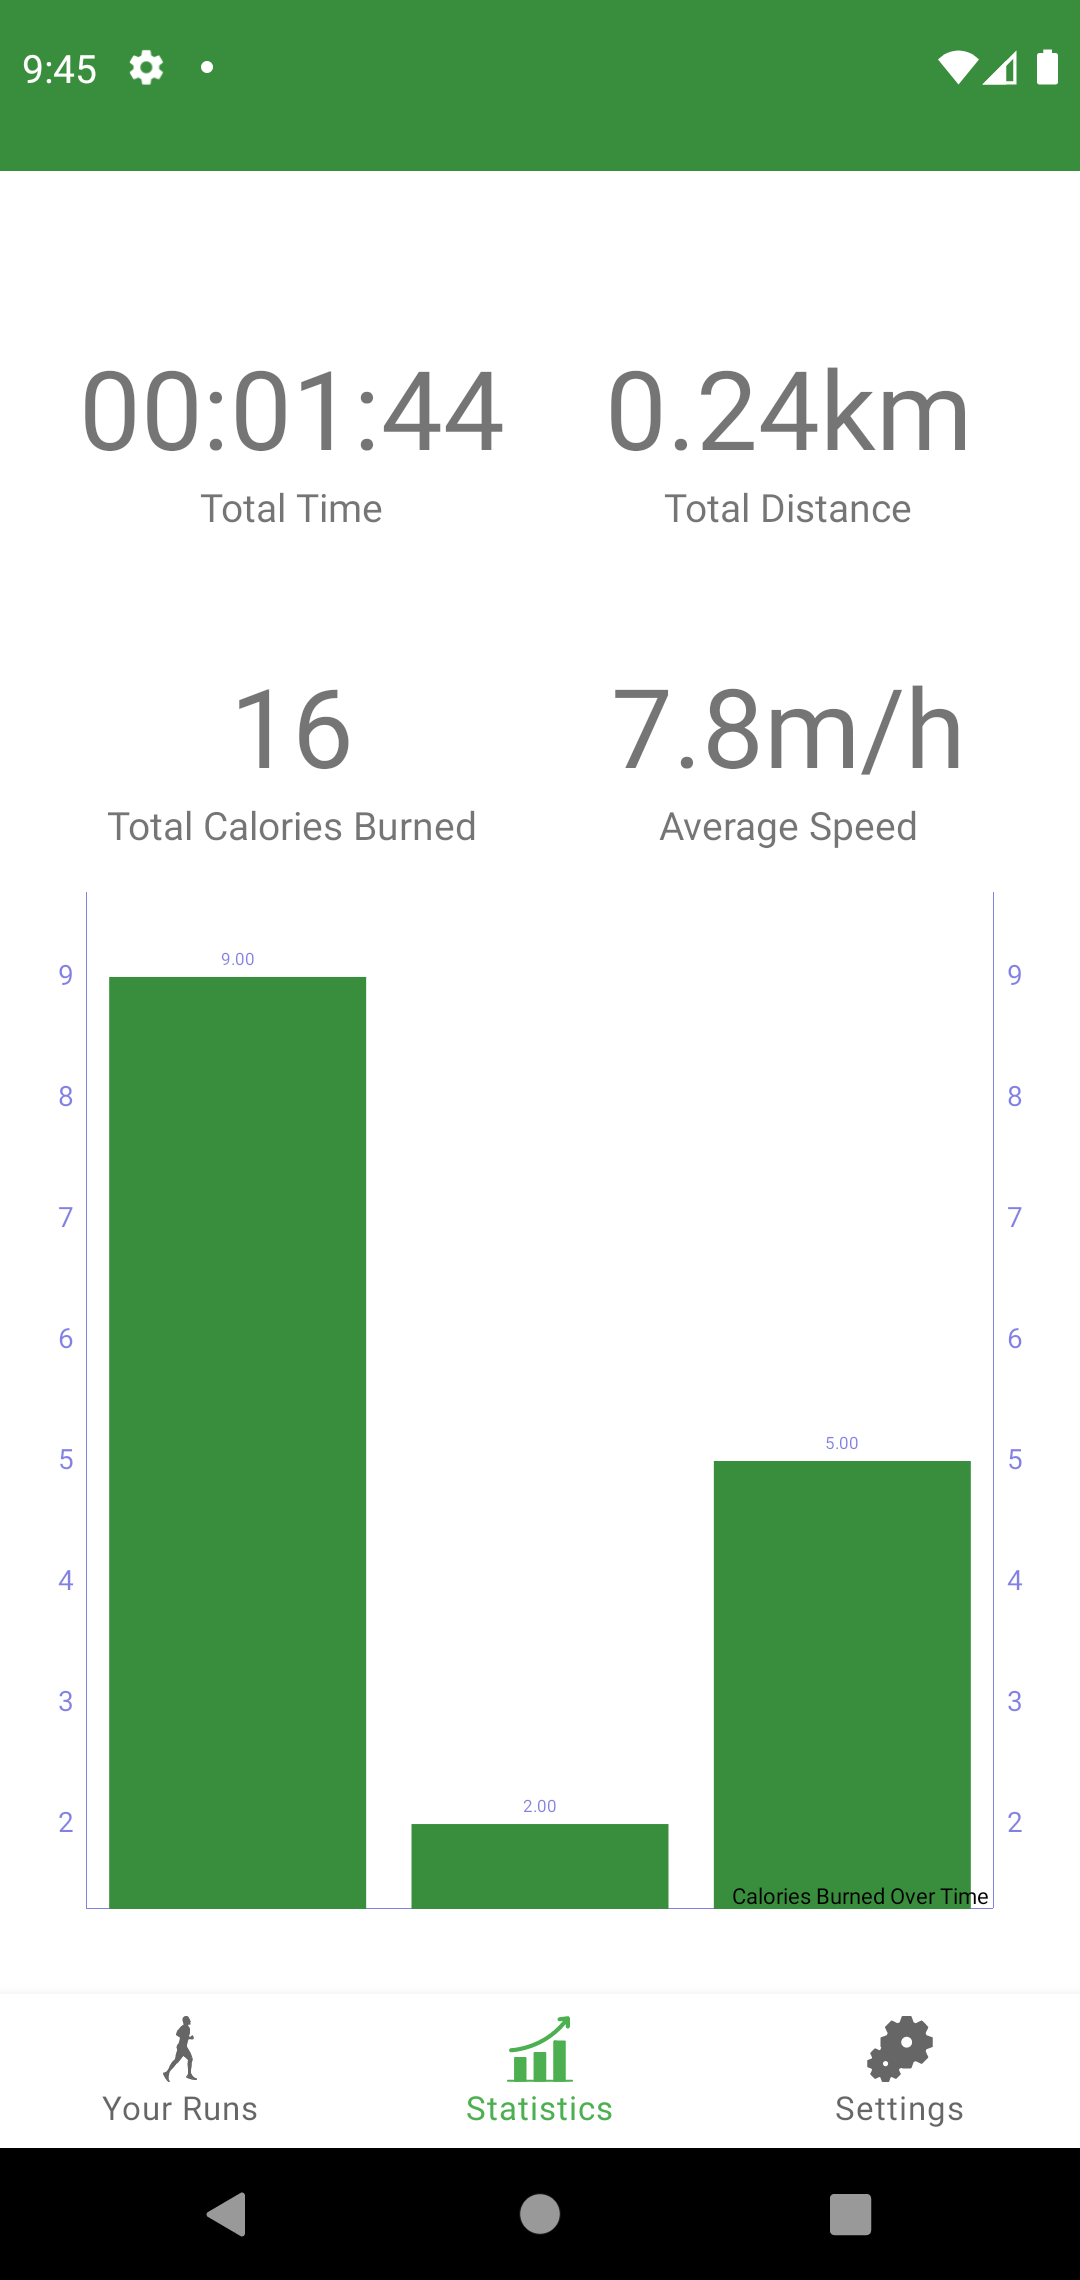 9:45
00:01:44 0.24km
Total Time Total Distance
16 7.8m/h
Total Calories Burned Average Speed
9.00
9 9
8 8
7 7
6 6
5.00
5 5
4 4
3 3
2.00
2 2
Calories Burned Over Time
Your Runs Statistics Settings